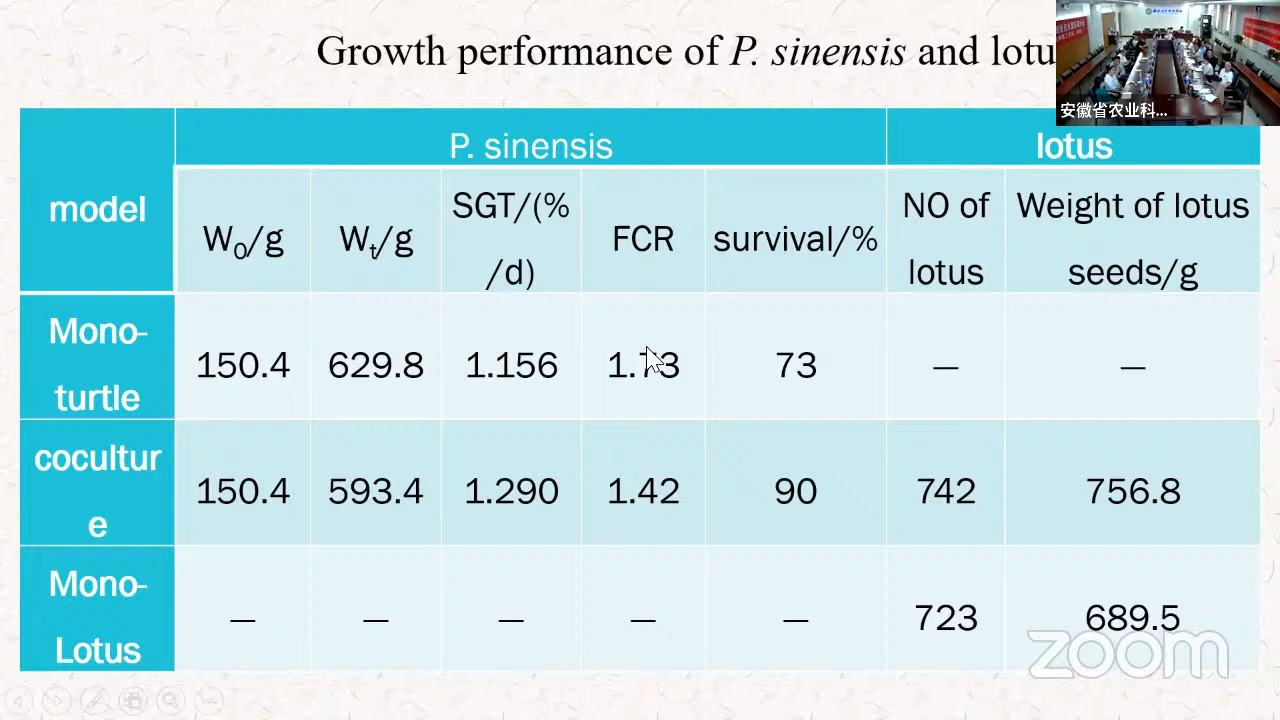 Growth performance of P. sinensis and lotu
安徽省农业科...
model
P. sinensis
lotus
W0/g
Wt/g
SGT/(%
/d)
FCR
survival/%
NO of
lotus
Weight of lotus
seeds/g
Mono-
turtle
150.4
629.8
1.156
1.73
73
—
—
cocultur
e
150.4
593.4
1.290
1.42
90
742
756.8
Mono-
Lotus
—
—
—
—
—
723
689.5
zoom